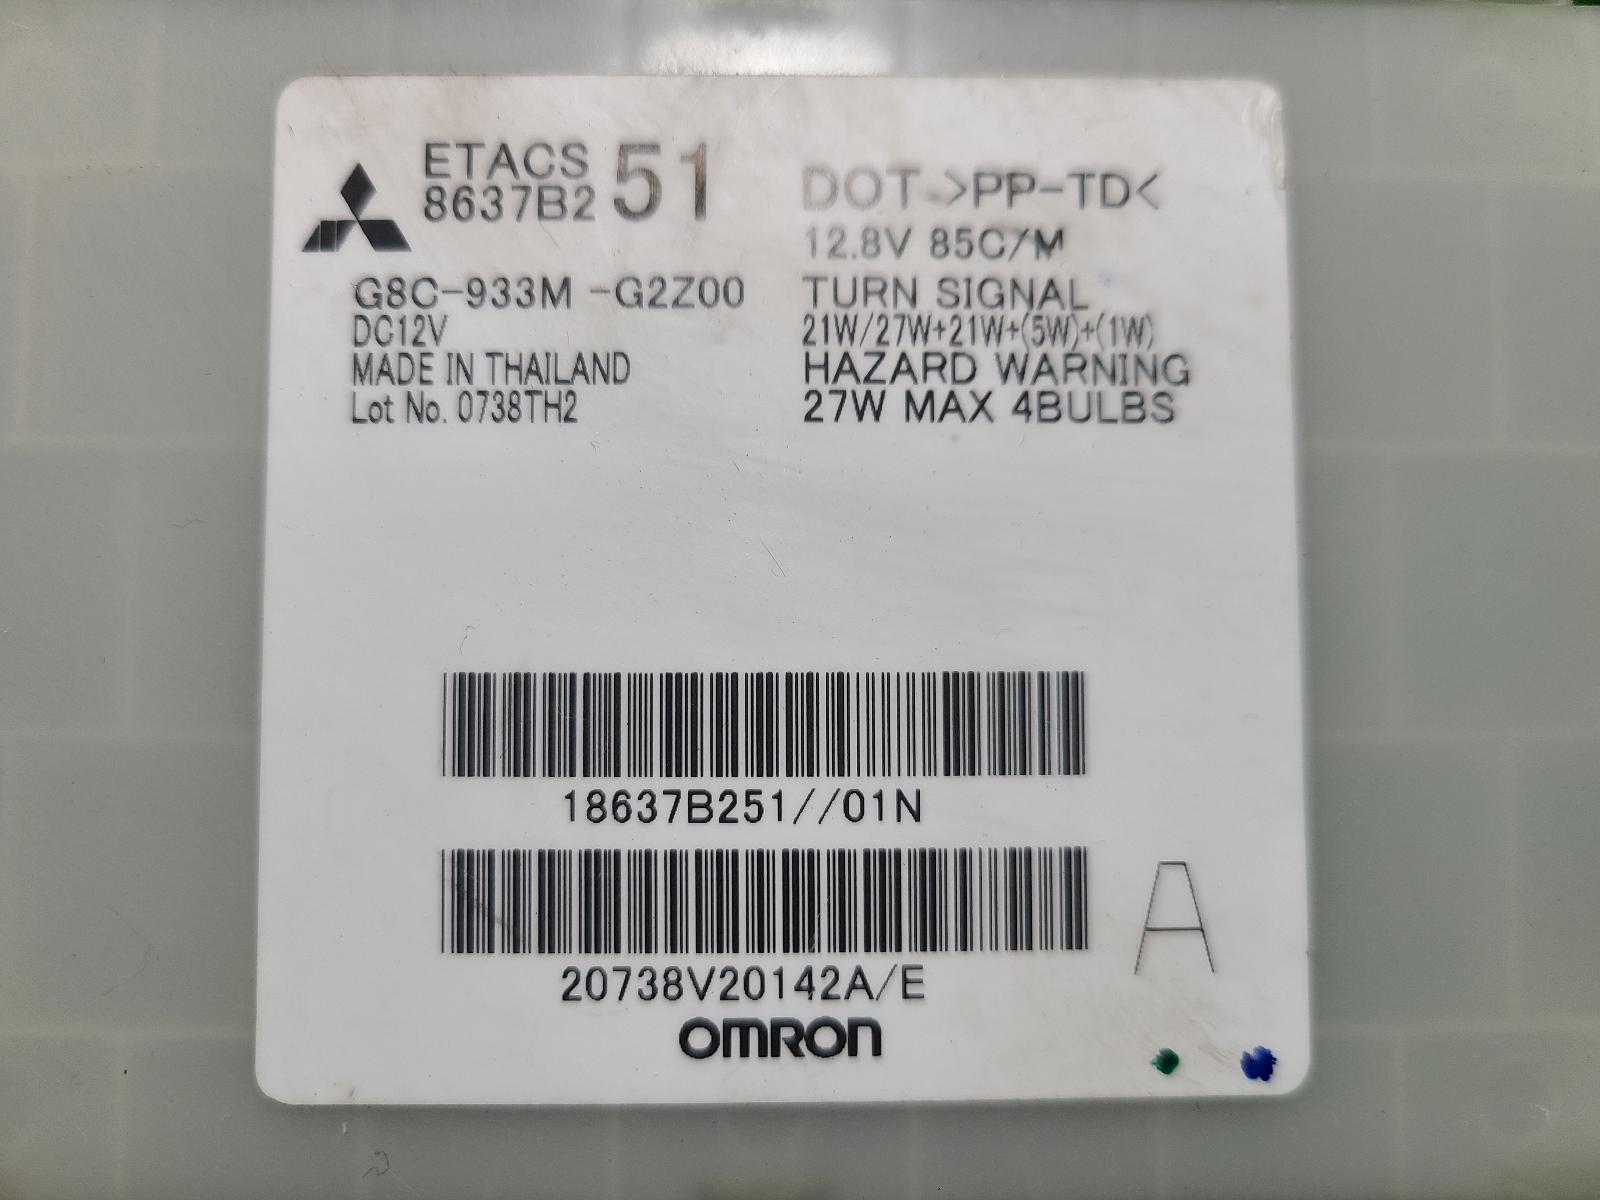 ETACS
8637B2 51
G8C-933M -G2Z00
DC12V
MADE IN THAILAND
Lot No. 0738TH2
DOT >PP-TD<
12.8V 85C/M
TURN SIGNAL
21W/27W+21W+(5W)+(1W)
HAZARD WARNING
27W MAX 4BULBS
18637B251//01N
20738V20142A/E
A
OMRON